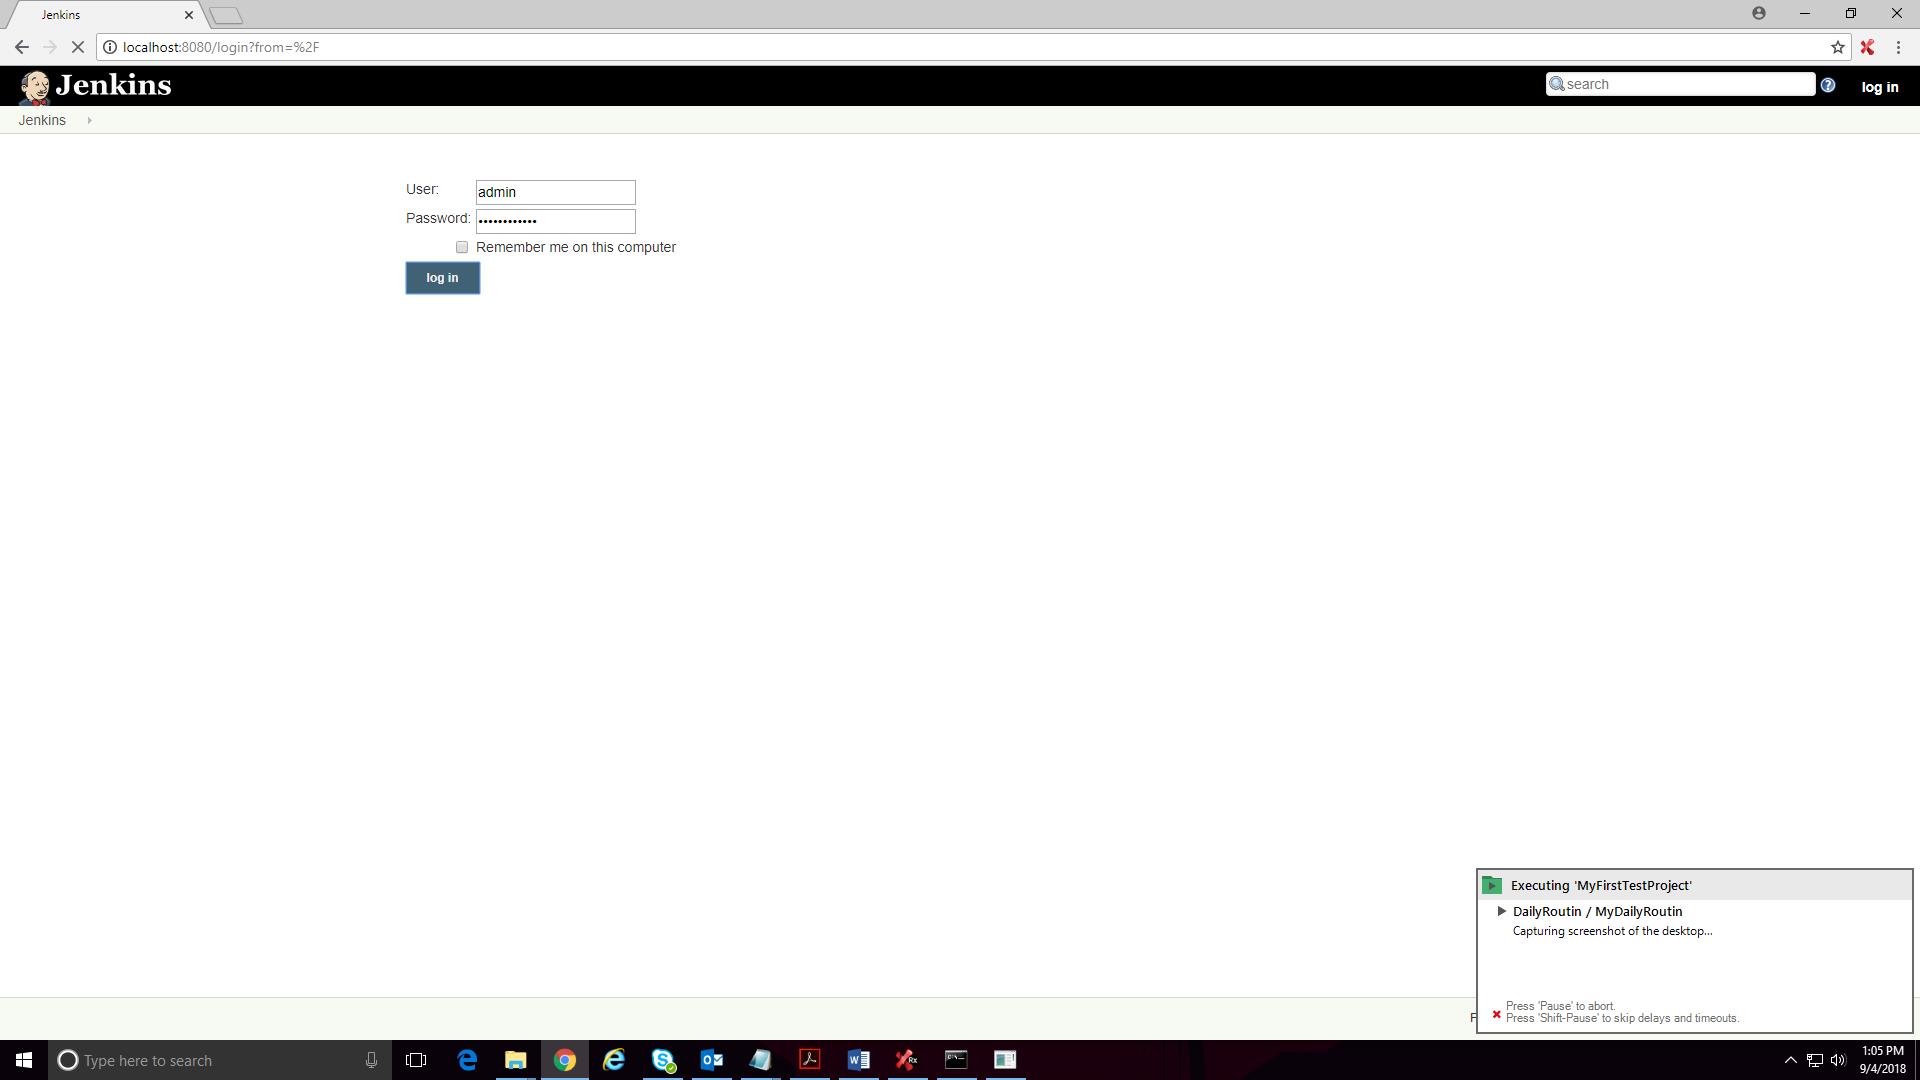 Jenkins
localhost:8080/login?from=%2F
Jenkins
search
log in
Jenkins
User:
admin
Password:
••••••••••••
Remember me on this computer
log in
Executing 'MyFirstTestProject'
DailyRoutin / MyDailyRoutin
Capturing screenshot of the desktop...
Press 'Pause' to abort.
Press 'Shift-Pause' to skip delays and timeouts.
Type here to search
1:05 PM
9/4/2018